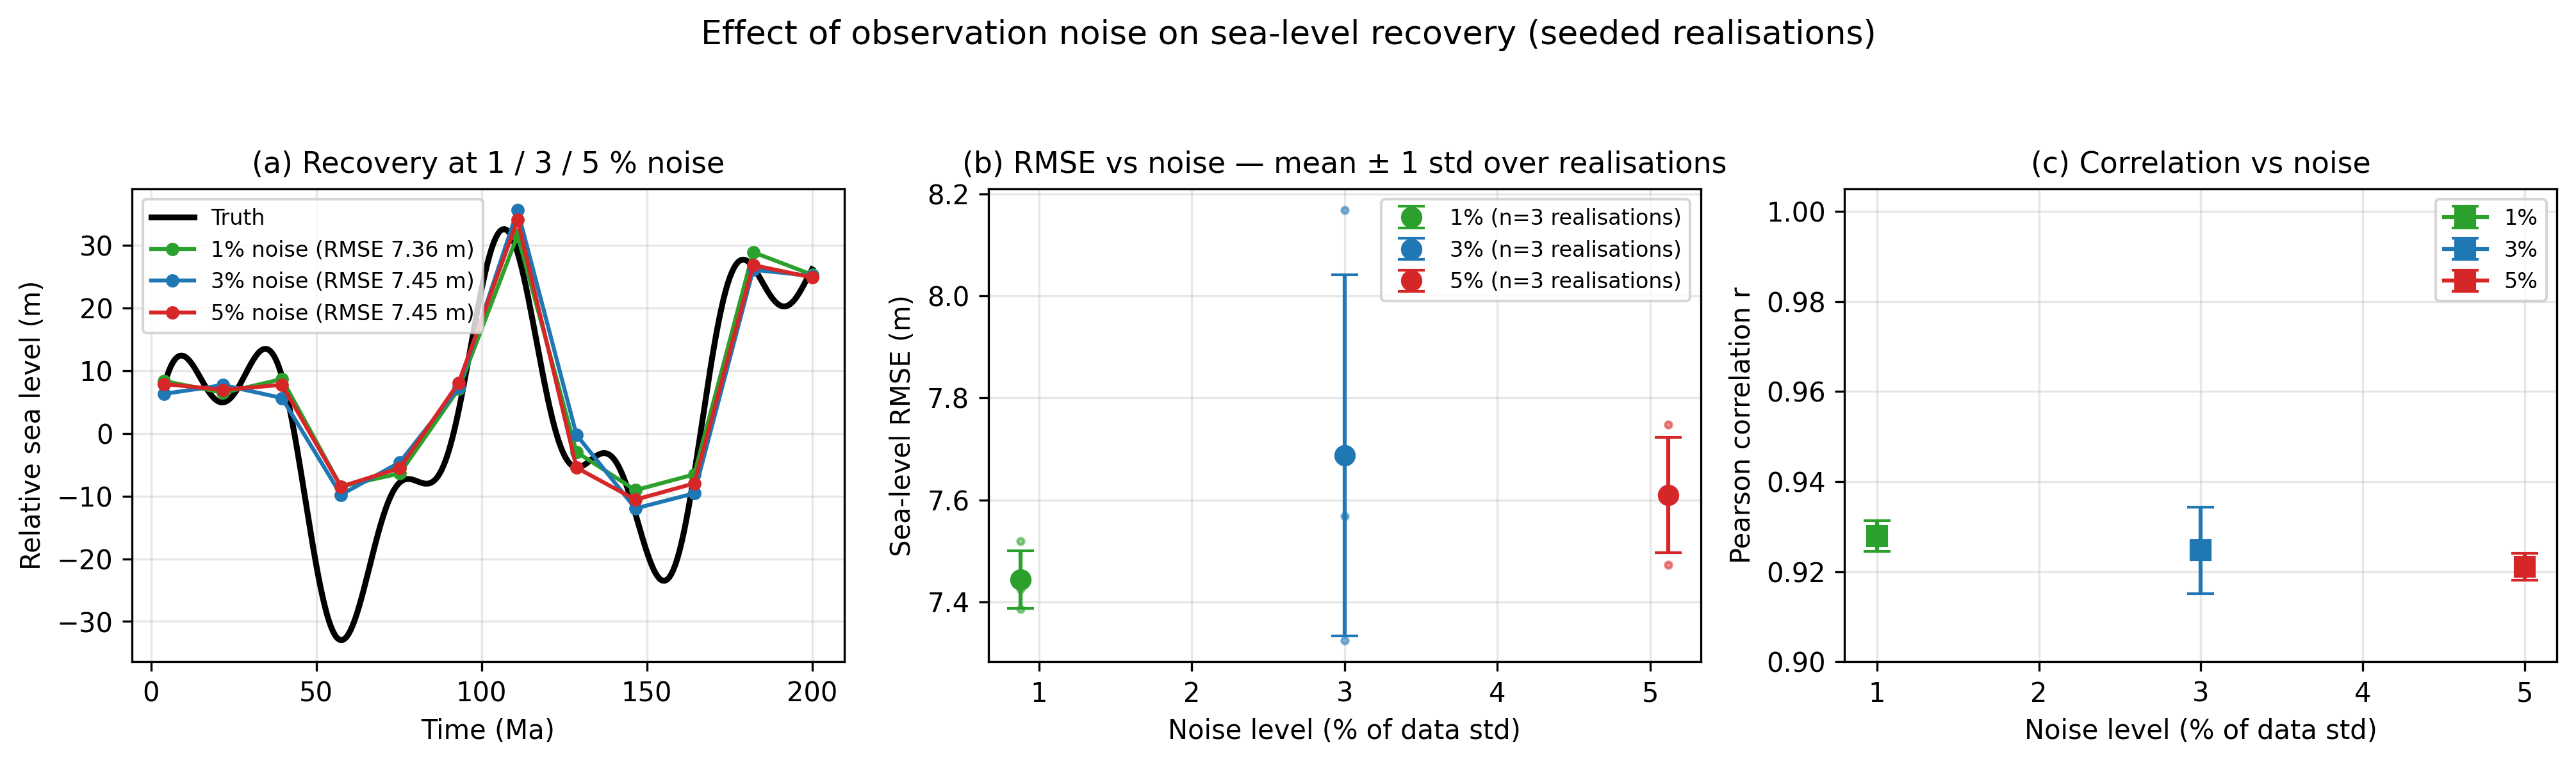 Effect of observation noise on sea-level recovery (seeded realisations)
(a) Recovery at 1 / 3 / 5 % noise
Truth
1% noise (RMSE 7.36 m)
3% noise (RMSE 7.45 m)
5% noise (RMSE 7.45 m)
Relative sea level (m)
30
20
10
0
−10
−20
−30
0 50 100 150 200
Time (Ma)
(b) RMSE vs noise — mean ± 1 std over realisations
1% (n=3 realisations)
3% (n=3 realisations)
5% (n=3 realisations)
Sea-level RMSE (m)
8.2
8.0
7.8
7.6
7.4
1 2 3 4 5
Noise level (% of data std)
(c) Correlation vs noise
1%
3%
5%
Pearson correlation r
1.00
0.98
0.96
0.94
0.92
0.90
1 2 3 4 5
Noise level (% of data std)